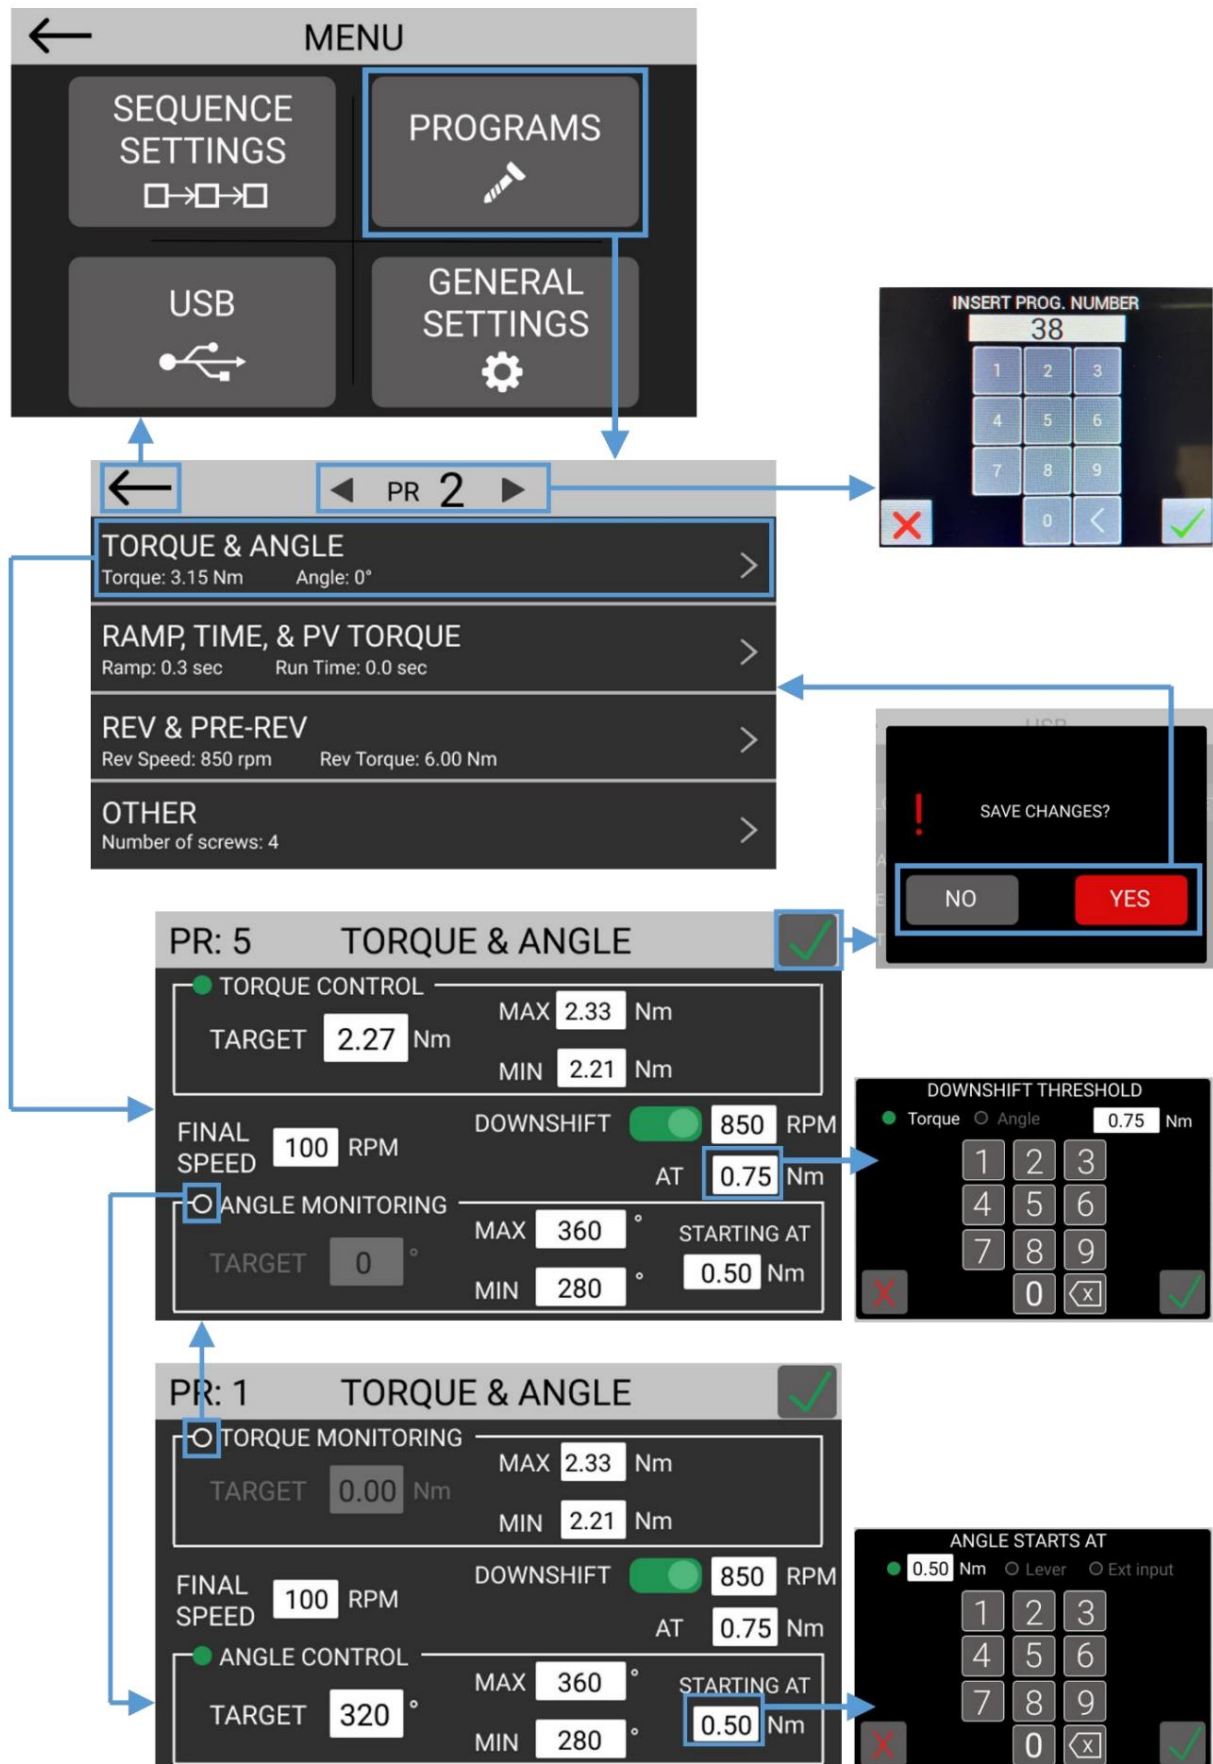 MENU
SEQUENCE
SETTINGS
PROGRAMS
USB
GENERAL
SETTINGS
INSERT PROG. NUMBER
38
1 2 3
4 5 6
7 8 9
0
PR 2
TORQUE & ANGLE
Torque: 3.15 Nm Angle: 0°
RAMP, TIME, & PV TORQUE
Ramp: 0.3 sec Run Time: 0.0 sec
REV & PRE-REV
Rev Speed: 850 rpm Rev Torque: 6.00 Nm
OTHER
Number of screws: 4
USB
SAVE CHANGES?
NO YES
PR: 5 TORQUE & ANGLE
TORQUE CONTROL
TARGET 2.27 Nm
MAX 2.33 Nm
MIN 2.21 Nm
FINAL
SPEED 100 RPM
DOWNSHIFT 850 RPM
AT 0.75 Nm
ANGLE MONITORING
TARGET 0 °
MAX 360 °
MIN 280 °
STARTING AT
0.50 Nm
DOWNSHIFT THRESHOLD
Torque Angle 0.75 Nm
1 2 3
4 5 6
7 8 9
0 X
PR: 1 TORQUE & ANGLE
TORQUE MONITORING
TARGET 0.00 Nm
MAX 2.33 Nm
MIN 2.21 Nm
FINAL
SPEED 100 RPM
DOWNSHIFT 850 RPM
AT 0.75 Nm
ANGLE CONTROL
TARGET 320 °
MAX 360 °
MIN 280 °
STARTING AT
0.50 Nm
ANGLE STARTS AT
0.50 Nm Lever Ext input
1 2 3
4 5 6
7 8 9
0 X